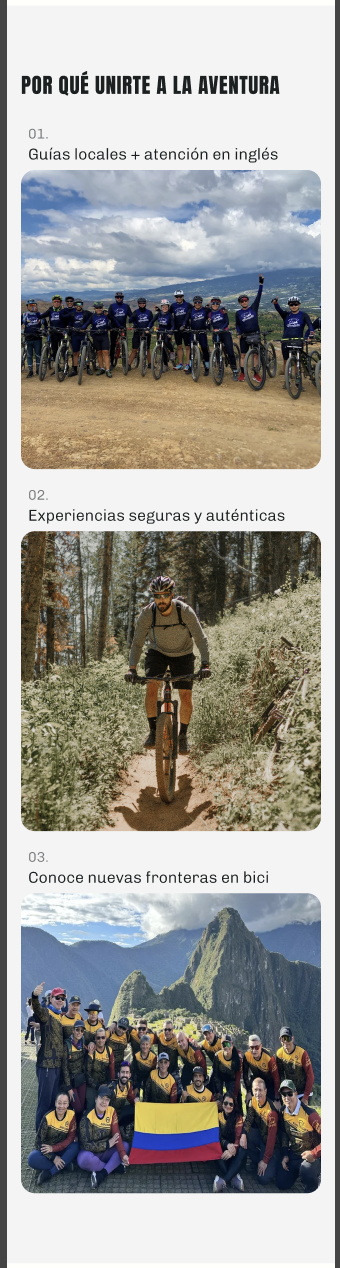 POR QUÉ UNIRTE A LA AVENTURA
01.
Guías locales + atención en inglés
02.
Experiencias seguras y auténticas
03.
Conoce nuevas fronteras en bici